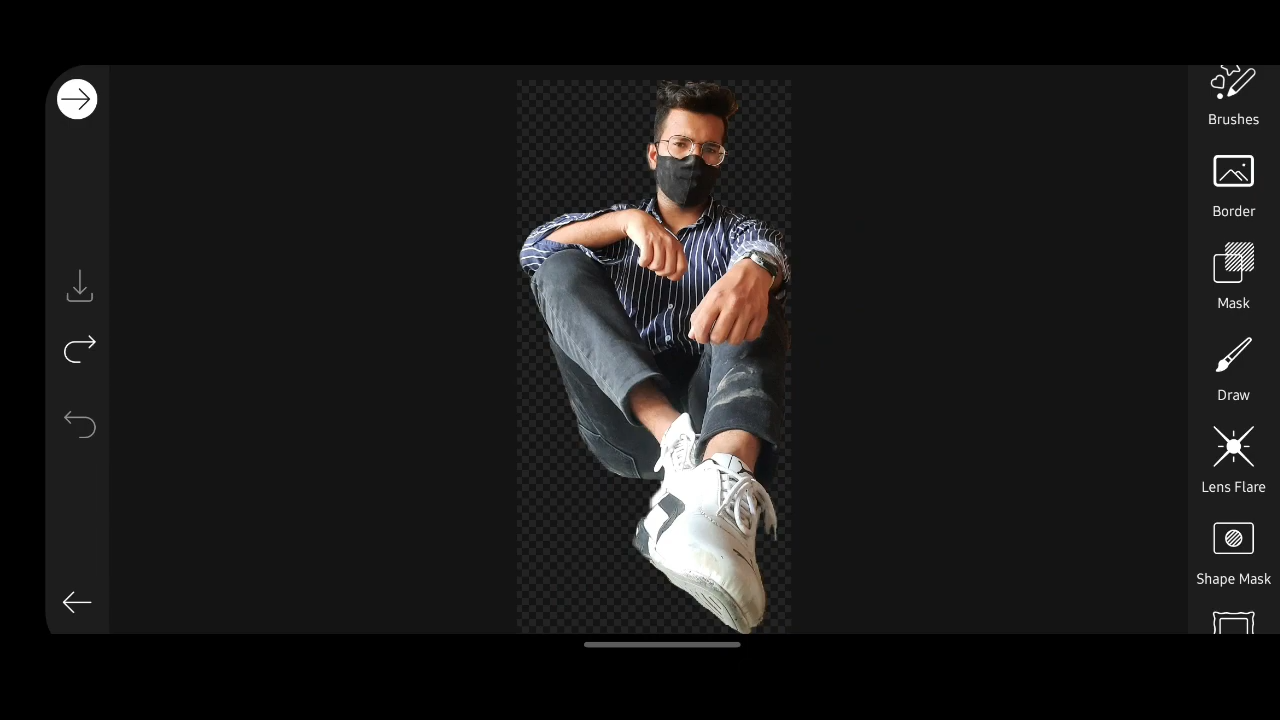 Brushes
Border
Mask
Draw
Lens Flare
Shape Mask